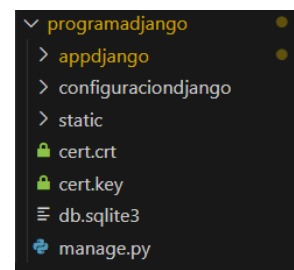 programadjango
appdjango
configuraciondjango
static
cert.crt
cert.key
db.sqlite3
manage.py